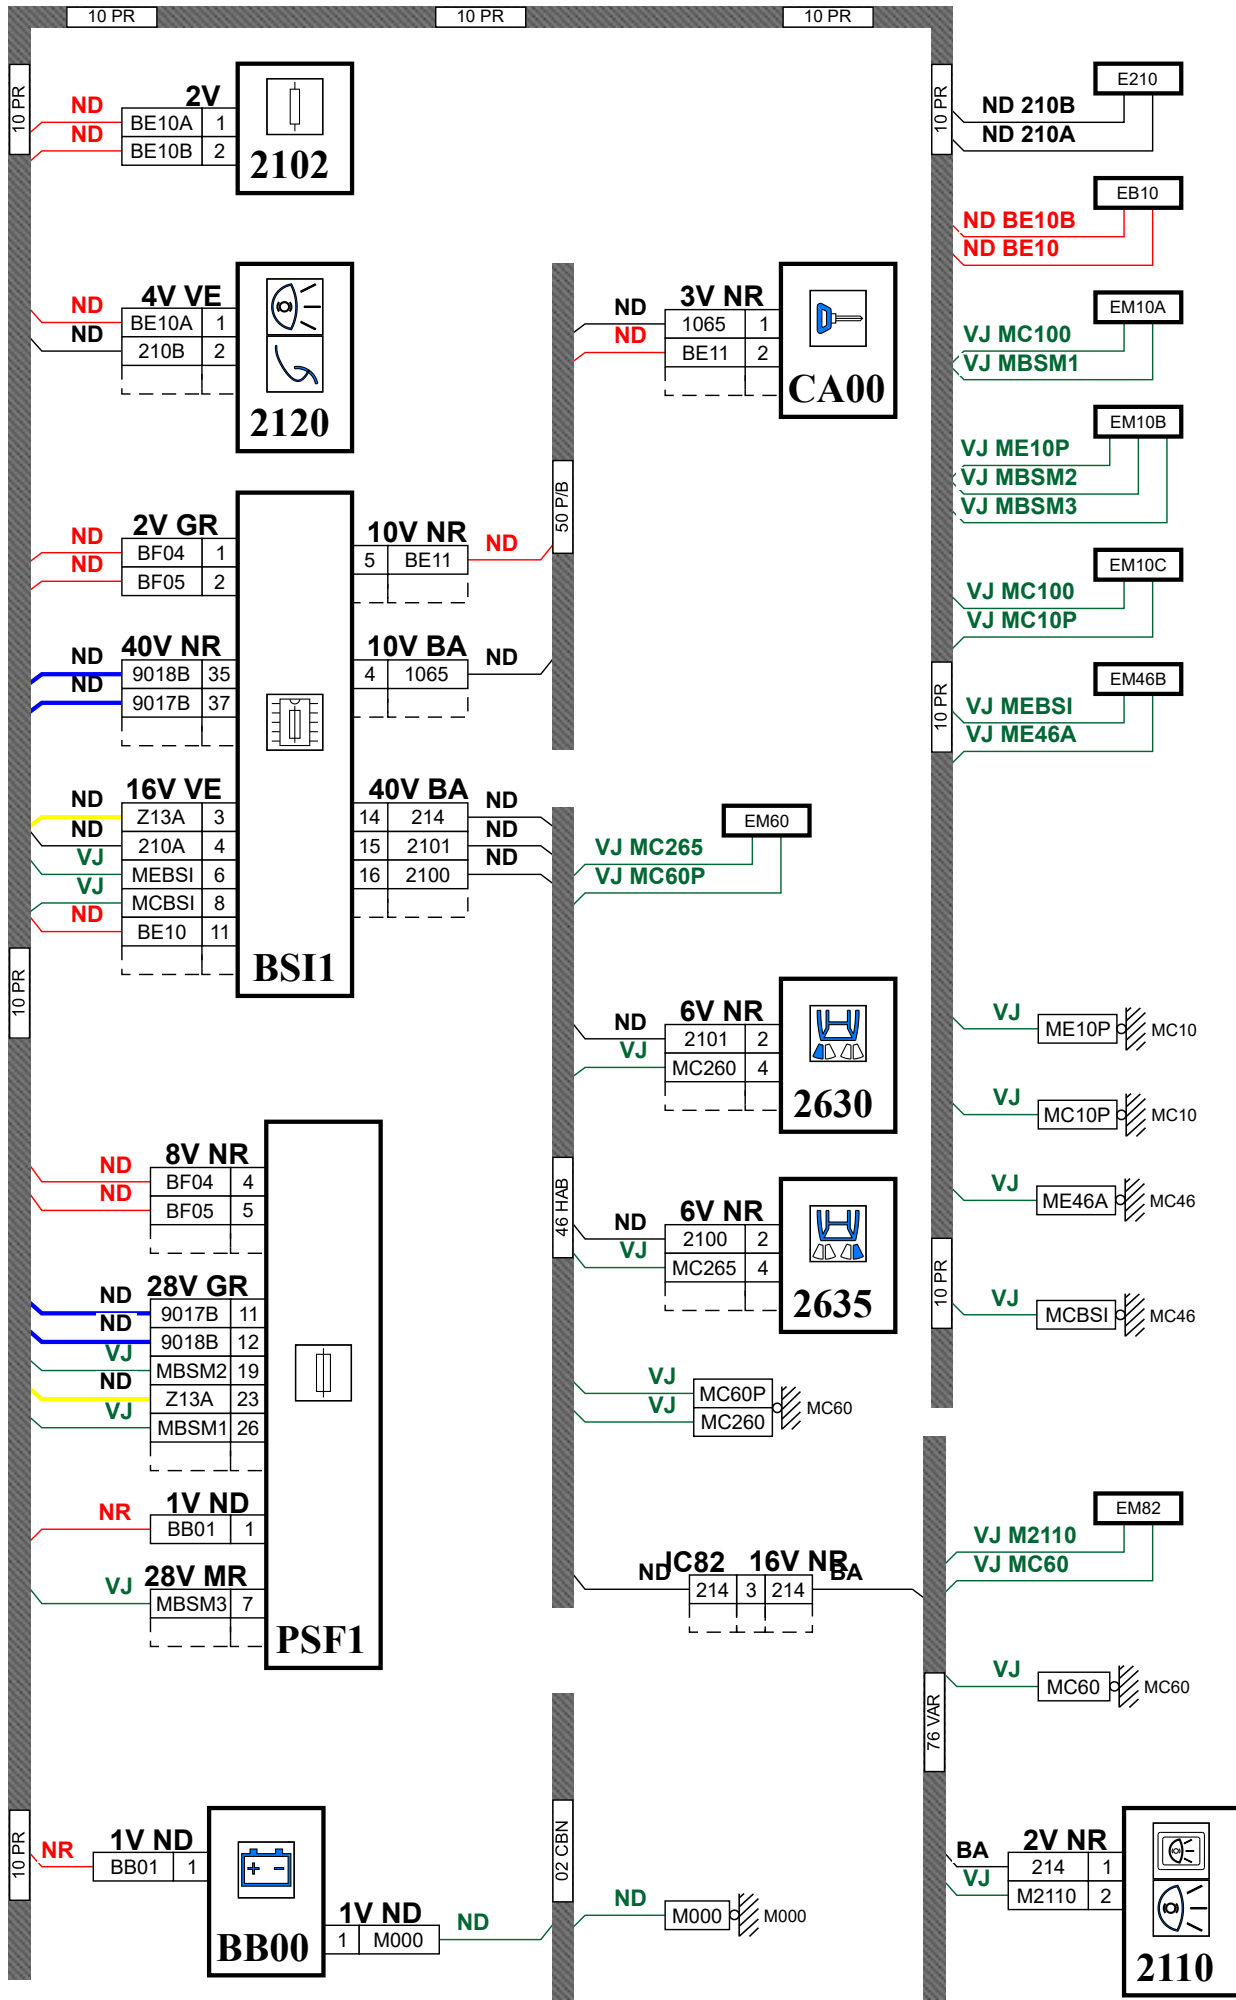 10 PR
10 PR
10 PR
10 PR
2V
ND
BE10A 1
ND
BE10B 2
2102
4V VE
ND
BE10A 1
ND
210B 2
2120
2V GR
ND
BF04 1
ND
BF05 2
10V NR
5 BE11
ND
40V NR
ND
9018B 35
ND
9017B 37
10V BA
4 1065
ND
16V VE
ND
Z13A 3
ND
210A 4
VJ
MEBSI 6
VJ
MCBSI 8
ND
BE10 11
40V BA
14 214
ND
15 2101
ND
16 2100
ND
BSI1
10 PR
8V NR
ND
BF04 4
ND
BF05 5
28V GR
ND
9017B 11
ND
9018B 12
VJ
MBSM2 19
ND
Z13A 23
VJ
MBSM1 26
1V ND
NR
BB01 1
28V MR
VJ
MBSM3 7
PSF1
10 PR
1V ND
NR
BB01 1
BB00
1V ND
1 M000
ND
3V NR
ND
1065 1
ND
BE11 2
CA00
50 P/B
EM60
VJ MC265
VJ MC60P
6V NR
ND
2101 2
VJ
MC260 4
2630
46 HAB
6V NR
ND
2100 2
VJ
MC265 4
2635
VJ
MC60P
VJ
MC260
MC60
ND
IC82 16V NR
BA
214 3 214
02 CBN
ND
M000 M000
10 PR
E210
ND 210B
ND 210A
EB10
ND BE10B
ND BE10
EM10A
VJ MC100
VJ MBSM1
EM10B
VJ ME10P
VJ MBSM2
VJ MBSM3
EM10C
VJ MC100
VJ MC10P
10 PR
EM46B
VJ MEBSI
VJ ME46A
VJ
ME10P MC10
VJ
MC10P MC10
VJ
ME46A MC46
10 PR
VJ
MCBSI MC46
EM82
VJ M2110
VJ MC60
VJ
MC60 MC60
76 VAR
2V NR
BA
214 1
VJ
M2110 2
2110